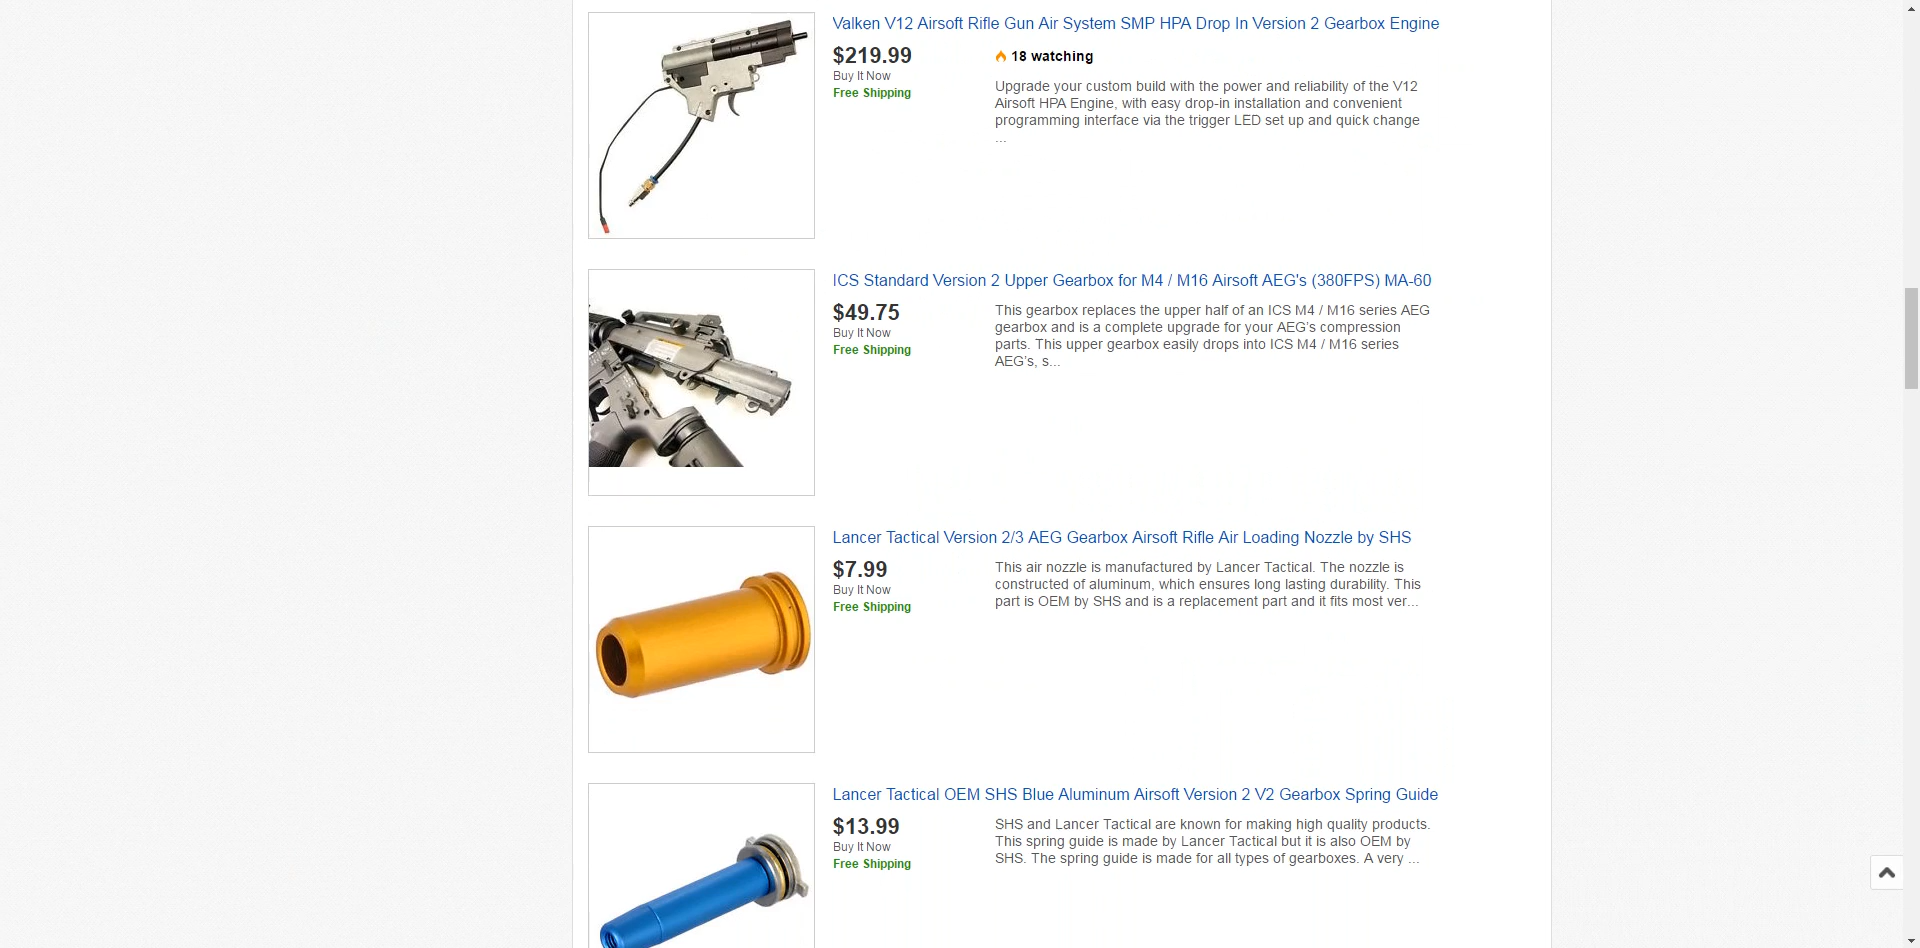 Valken V12 Airsoft Rifle Gun Air System SMP HPA Drop In Version 2 Gearbox Engine
$219.99
Buy It Now
Free Shipping
18 watching
Upgrade your custom build with the power and reliability of the V12
Airsoft HPA Engine, with easy drop-in installation and convenient
programming interface via the trigger LED set up and quick change
...
ICS Standard Version 2 Upper Gearbox for M4 / M16 Airsoft AEG's (380FPS) MA-60
$49.75
Buy It Now
Free Shipping
This gearbox replaces the upper half of an ICS M4 / M16 series AEG
gearbox and is a complete upgrade for your AEG’s compression
parts. This upper gearbox easily drops into ICS M4 / M16 series
AEG’s, s...
Lancer Tactical Version 2/3 AEG Gearbox Airsoft Rifle Air Loading Nozzle by SHS
$7.99
Buy It Now
Free Shipping
This air nozzle is manufactured by Lancer Tactical. The nozzle is
constructed of aluminum, which ensures long lasting durability. This
part is OEM by SHS and is a replacement part and it fits most ver...
Lancer Tactical OEM SHS Blue Aluminum Airsoft Version 2 V2 Gearbox Spring Guide
$13.99
Buy It Now
Free Shipping
SHS and Lancer Tactical are known for making high quality products.
This spring guide is made by Lancer Tactical but it is also OEM by
SHS. The spring guide is made for all types of gearboxes. A very ...